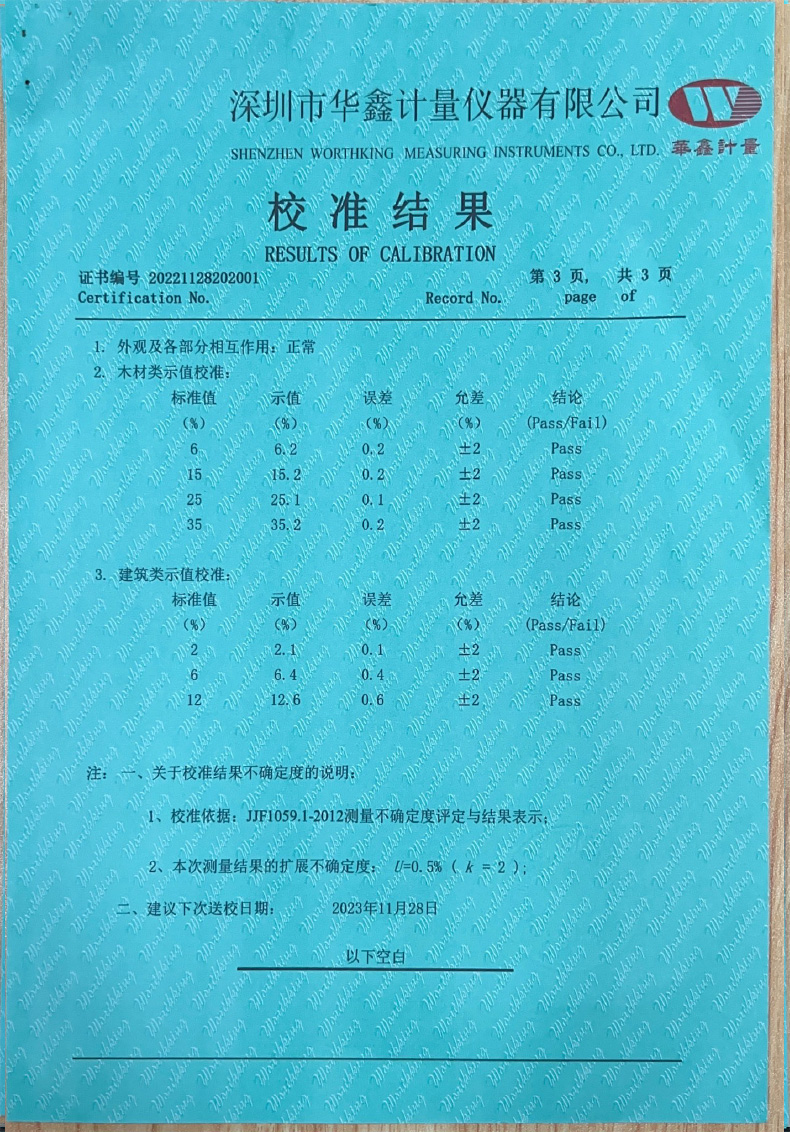 深圳市华鑫计量仪器有限公司
SHENZHEN WORTHKING MEASURING INSTRUMENTS CO., LTD.
華鑫計量
校准结果
RESULTS OF CALIBRATION
证书编号 20221128202001 第 3 页, 共 3 页
Certification No. Record No. page of
1. 外观及各部分相互作用：正常
2. 木材类示值校准：
标准值 示值 误差 允差 结论
(%) (%) (%) (%) (Pass/Fail)
6 6.2 0.2 ±2 Pass
15 15.2 0.2 ±2 Pass
25 25.1 0.1 ±2 Pass
35 35.2 0.2 ±2 Pass
3. 建筑类示值校准：
标准值 示值 误差 允差 结论
(%) (%) (%) (%) (Pass/Fail)
2 2.1 0.1 ±2 Pass
6 6.4 0.4 ±2 Pass
12 12.6 0.6 ±2 Pass
注：一、关于校准结果不确定度的说明：
1、校准依据：JJF1059.1-2012测量不确定度评定与结果表示；
2、本次测量结果的扩展不确定度： U=0.5% ( k = 2 )；
二、建议下次送校日期： 2023年11月28日
以下空白